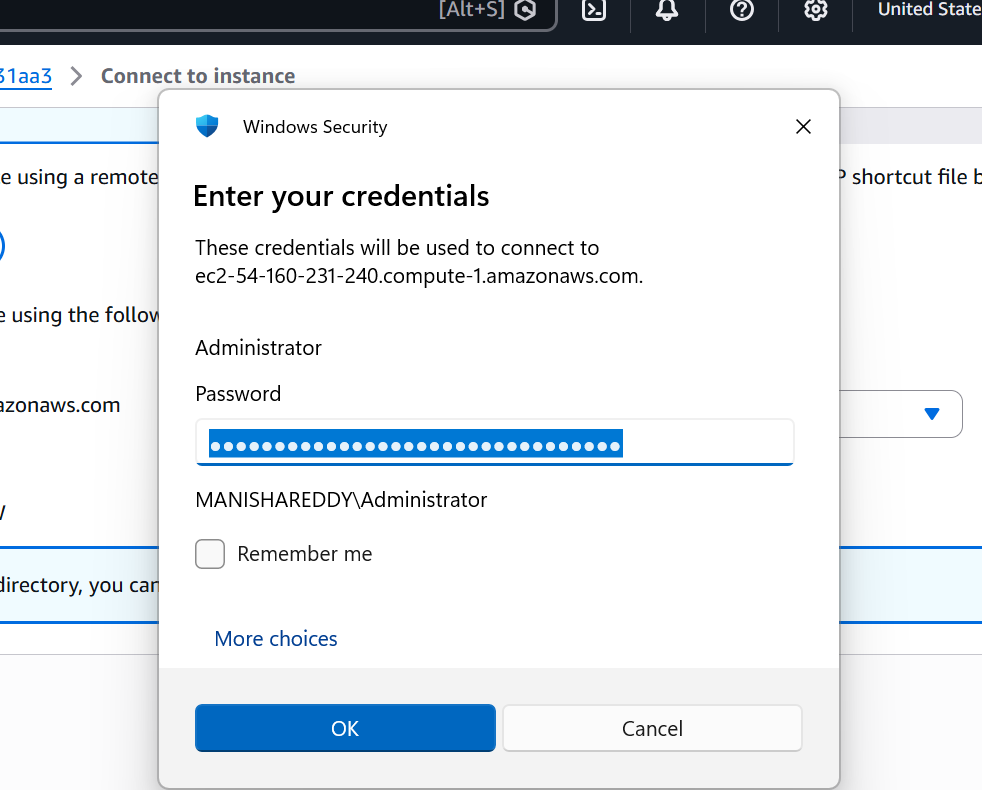 [Alt+S]
United State
31aa3 > Connect to instance
Windows Security
e using a remote
P shortcut file b
Enter your credentials
These credentials will be used to connect to
ec2-54-160-231-240.compute-1.amazonaws.com.
e using the follow
Administrator
Password
azonaws.com
••••••••••••••••••••••••••••••••
MANISHAREDDY\Administrator
Remember me
directory, you can
More choices
OK
Cancel